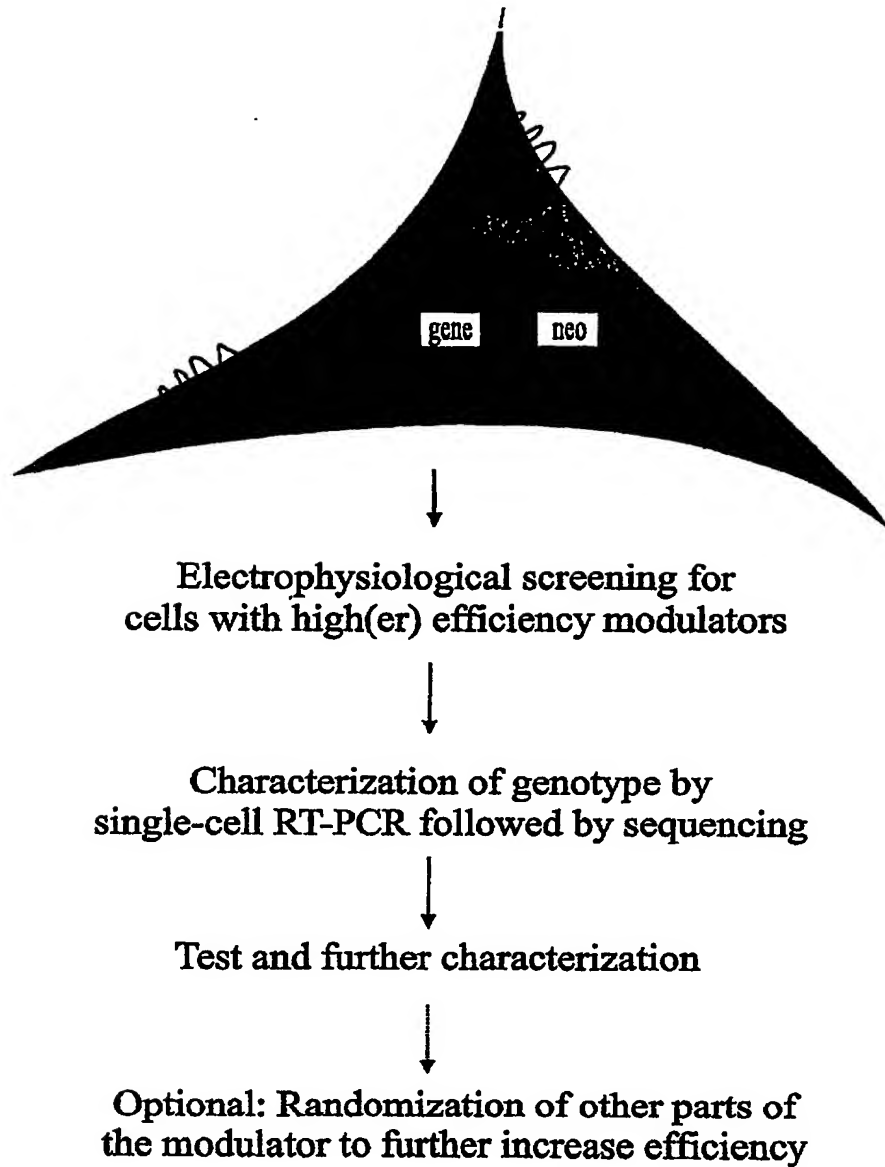 gene neo
Electrophysiological screening for
cells with high(er) efficiency modulators
Characterization of genotype by
single-cell RT-PCR followed by sequencing
Test and further characterization
Optional: Randomization of other parts of
the modulator to further increase efficiency